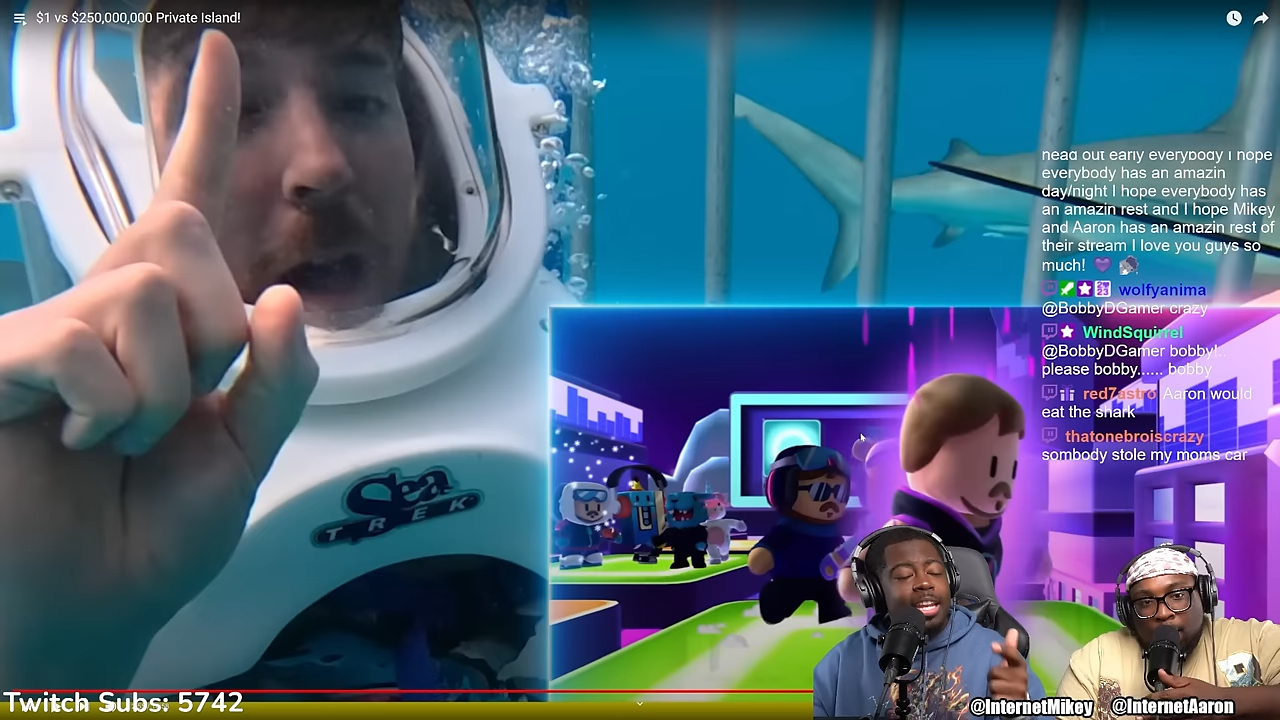 $1 vs $250,000,000 Private Island!
head out early everybody I hope
everybody has an amazin
day/night I hope everybody has
an amazin rest and I hope Mikey
and Aaron has an amazin rest of
their stream I love you guys so
much!
wolfyanima
@BobbyDGamer crazy
WindSquirrel
@BobbyDGamer bobby!..
please bobby...... bobby
red7astro Aaron would
eat the shark
thatonebroiscrazy
sombody stole my moms car
Sea
TREK
Twitch Subs: 5742
@InternetMikey
@InternetAaron